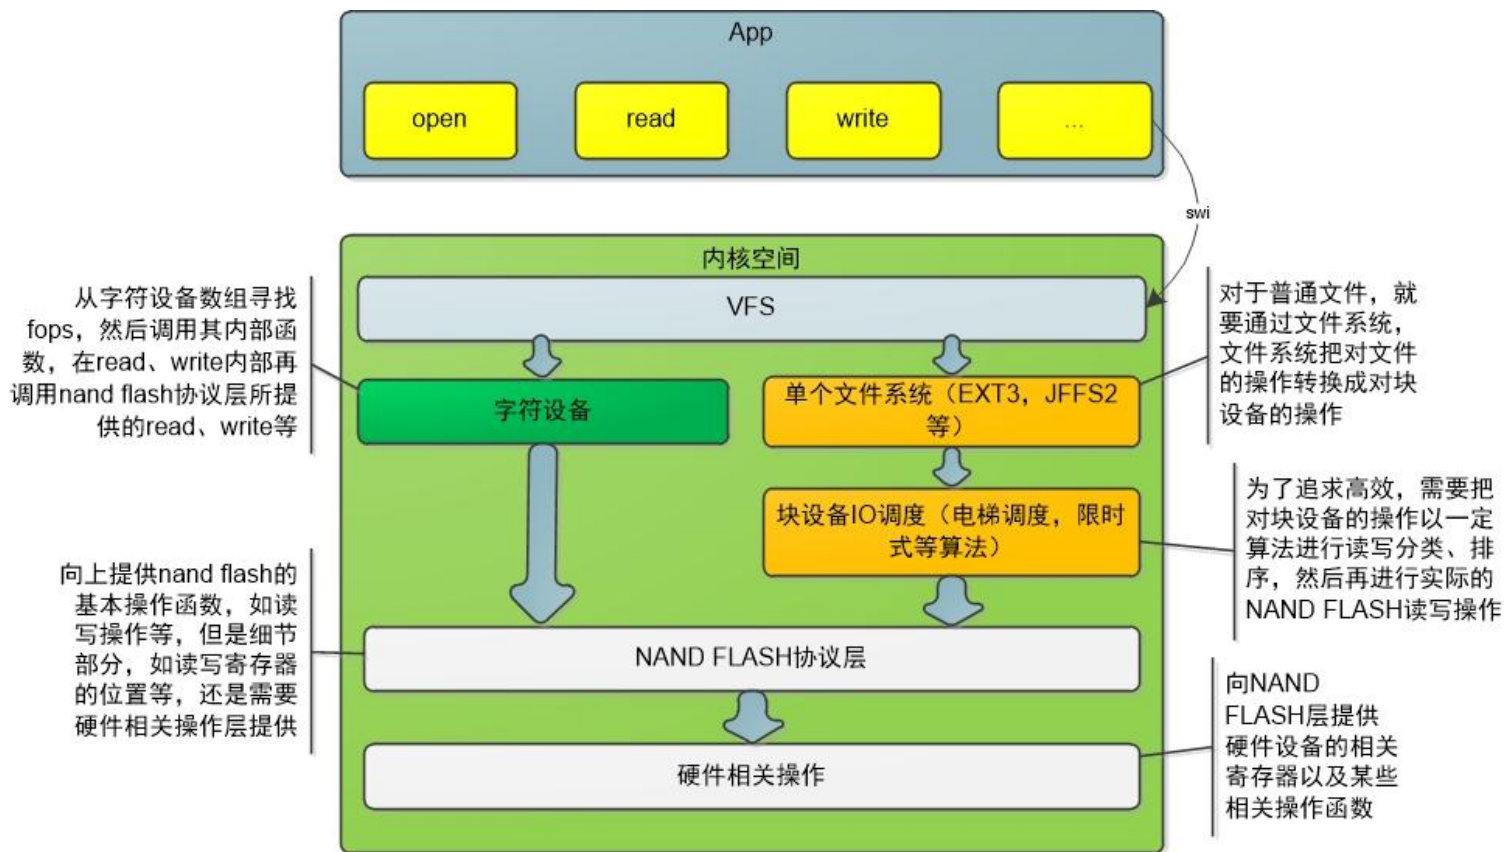 App
open
read
write
...
swi
内核空间
VFS
从字符设备数组寻找
fops，然后调用其内部函
数，在read、write内部再
调用nand flash协议层所提
供的read、write等
对于普通文件，就
要通过文件系统，
文件系统把对文件
的操作转换成对块
设备的操作
字符设备
单个文件系统（EXT3，JFFS2
等）
块设备IO调度（电梯调度，限时
式等算法）
为了追求高效，需要把
对块设备的操作以一定
算法进行读写分类、排
序，然后再进行实际的
NAND FLASH读写操作
向上提供nand flash的
基本操作函数，如读
写操作等，但是细节
部分，如读写寄存器
的位置等，还是需要
硬件相关操作层提供
NAND FLASH协议层
向NAND
FLASH层提供
硬件设备的相关
寄存器以及某些
相关操作函数
硬件相关操作